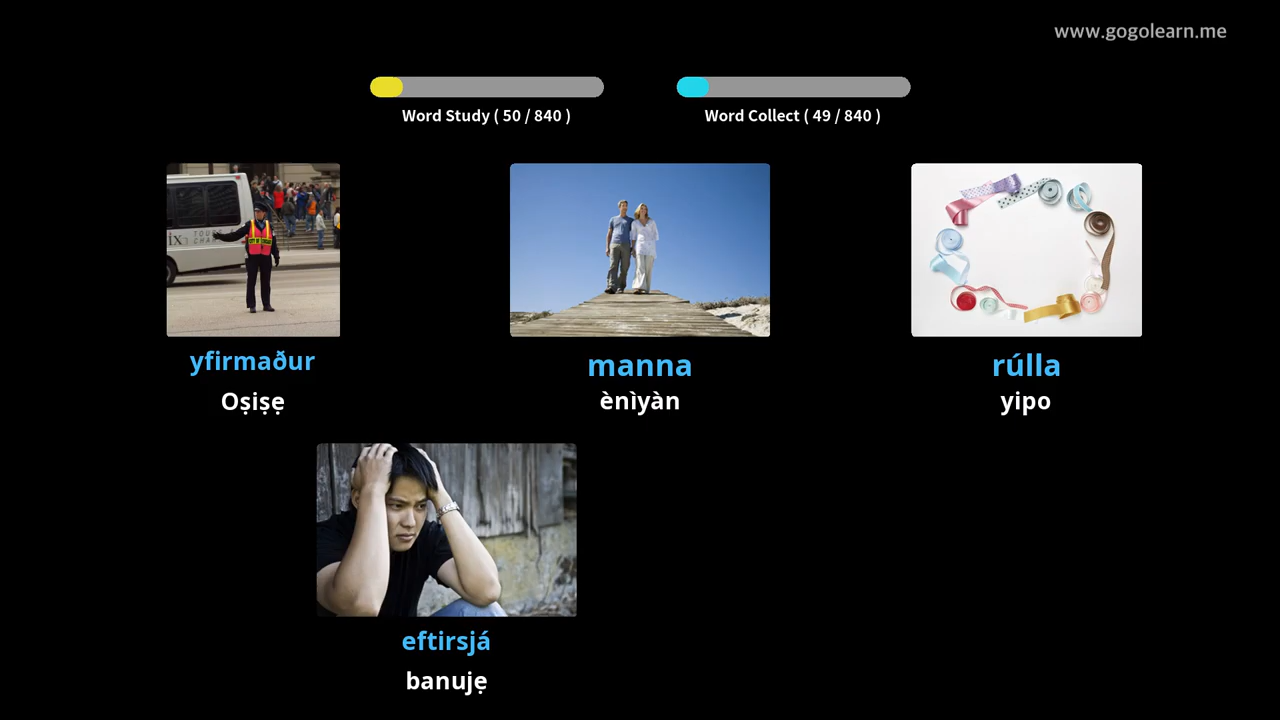 www.gogolearn.me
Word Study ( 50 / 840 )
Word Collect ( 49 / 840 )
yfirmaður
Oṣiṣẹ
manna
ènìyàn
rúlla
yipo
eftirsjá
banujẹ